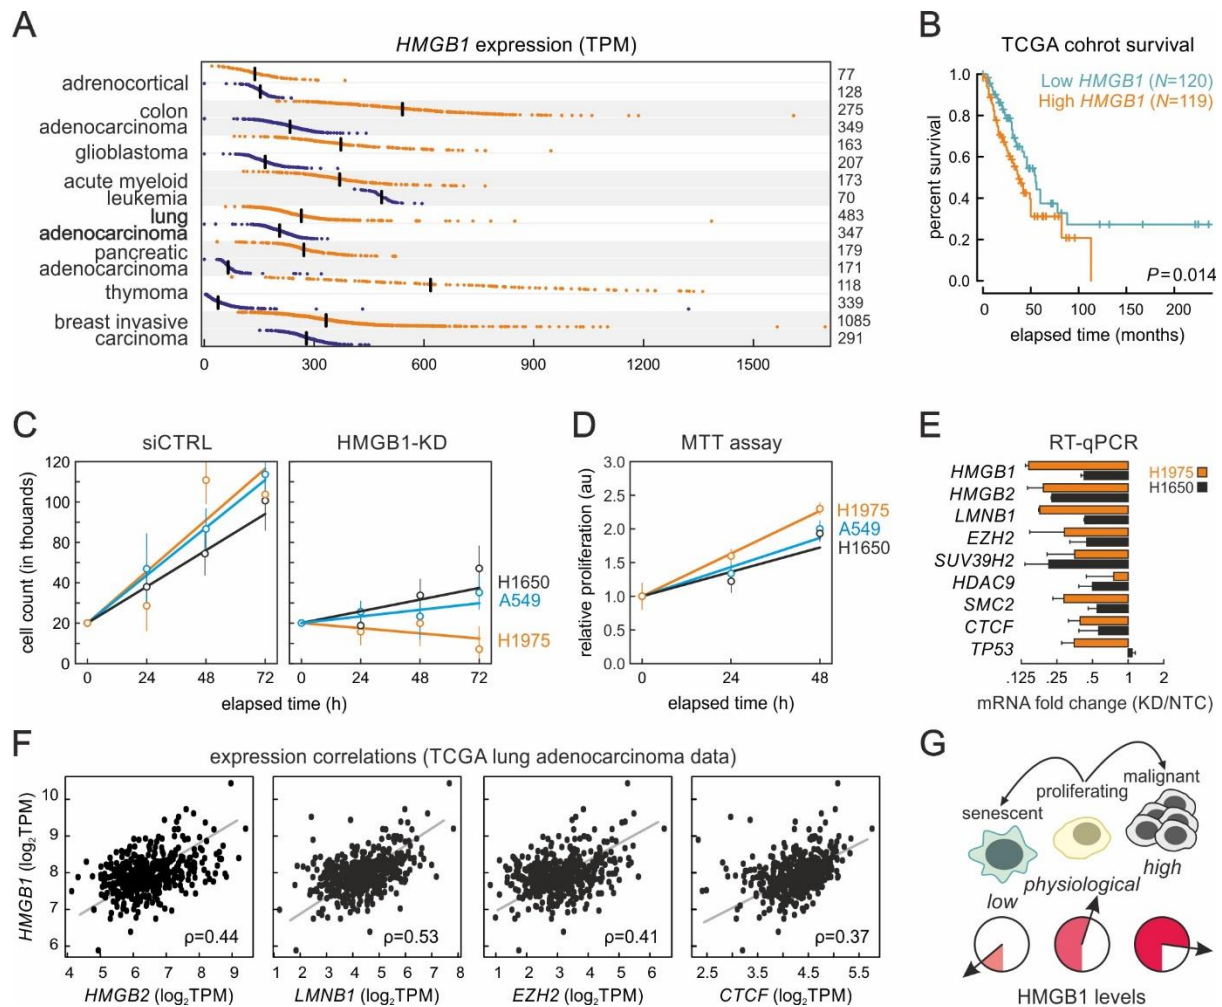 A
HMGB1 expression (TPM)
adrenocortical
77
128
colon
adenocarcinoma
275
349
glioblastoma
163
207
acute myeloid
leukemia
173
70
lung
adenocarcinoma
483
347
pancreatic
adenocarcinoma
179
171
thymoma
118
339
breast invasive
carcinoma
1085
291
0 300 600 900 1200 1500
B
TCGA cohrot survival
Low HMGB1 (N=120)
High HMGB1 (N=119)
percent survival
1.0
0.8
0.6
0.4
0.2
0.0
P=0.014
0 50 100 150 200
elapsed time (months)
C
siCTRL
HMGB1-KD
cell count (in thousands)
120
100
80
60
40
20
0
H1650
A549
H1975
0 24 48 72 0 24 48 72
elapsed time (h)
D
MTT assay
relative proliferation (au)
3.0
2.5
2.0
1.5
1.0
0.5
0.0
H1975
A549
H1650
0 24 48
elapsed time (h)
E
RT-qPCR
H1975
H1650
HMGB1
HMGB2
LMNB1
EZH2
SUV39H2
HDAC9
SMC2
CTCF
TP53
.125 .25 .5 1 2
mRNA fold change (KD/NTC)
F
expression correlations (TCGA lung adenocarcinoma data)
HMGB1 (log2TPM)
10
9
8
7
6
ρ=0.44
4 5 6 7 8 9
HMGB2 (log2TPM)
ρ=0.53
1 2 3 4 5 6 7 8
LMNB1 (log2TPM)
ρ=0.41
1 2 3 4 5 6
EZH2 (log2TPM)
ρ=0.37
2.5 3.5 4.5 5.5
CTCF (log2TPM)
G
malignant
proliferating
senescent
high
physiological
low
HMGB1 levels